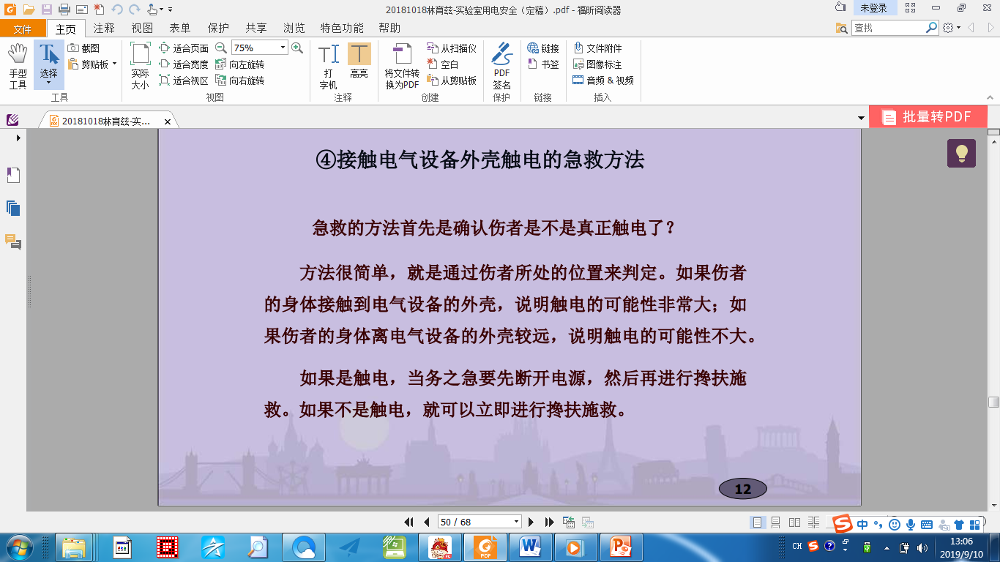 20181018林育兹-实验室用电安全（定稿）.pdf - 福昕阅读器
未登录
文件 主页 注释 视图 表单 保护 共享 浏览 特色功能 帮助
查找
手型工具
选择
截图
剪贴板
工具
实际大小
适合页面
适合宽度
适合视区
75%
向左旋转
向右旋转
视图
打字机
高亮
注释
将文件转换为PDF
从扫描仪
空白
从剪贴板
创建
PDF签名
保护
链接
书签
链接
文件附件
图像标注
音频 & 视频
插入
20181018林育兹-实...
批量转PDF
④接触电气设备外壳触电的急救方法
急救的方法首先是确认伤者是不是真正触电了？
方法很简单，就是通过伤者所处的位置来判定。如果伤者
的身体接触到电气设备的外壳，说明触电的可能性非常大；如
果伤者的身体离电气设备的外壳较远，说明触电的可能性不大。
如果是触电，当务之急要先断开电源，然后再进行搀扶施
救。如果不是触电，就可以立即进行搀扶施救。
12
50 / 68
中
CH
13:06
2019/9/10